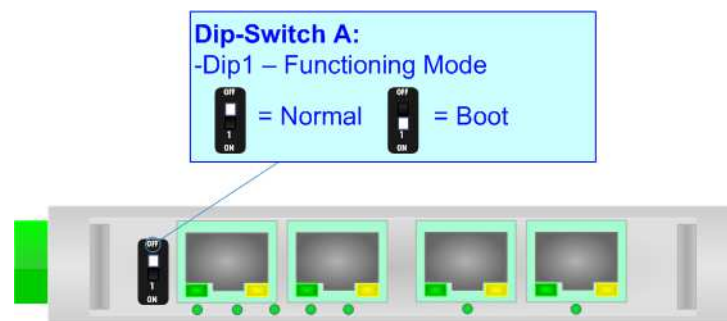 Dip-Switch A:
-Dip1 – Functioning Mode
OFF
1
ON
= Normal
OFF
1
ON
= Boot
OFF
1
ON